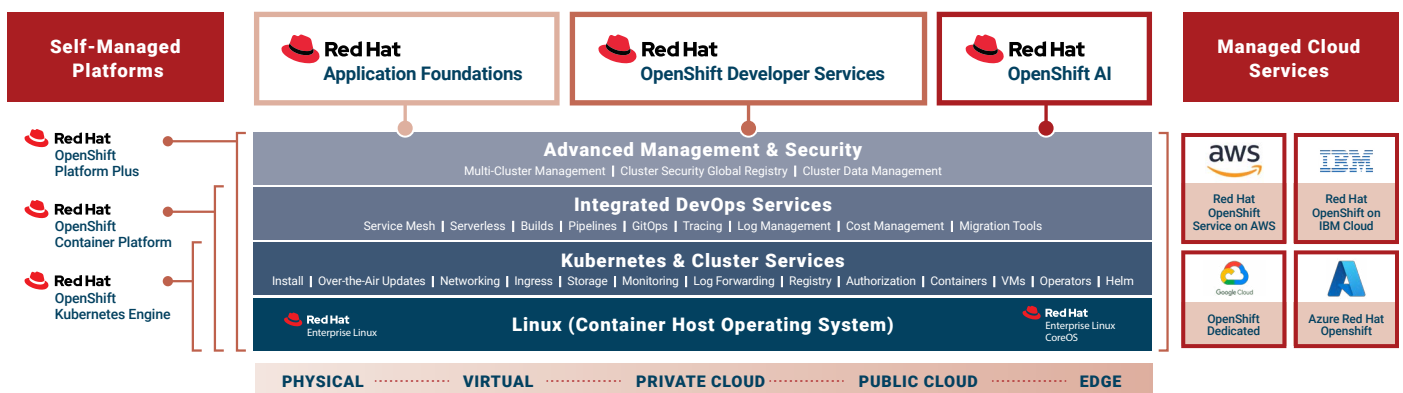 Self-Managed
Platforms
Red Hat
Application Foundations
Red Hat
OpenShift Developer Services
Red Hat
OpenShift AI
Managed Cloud
Services
Red Hat
OpenShift
Platform Plus
Red Hat
OpenShift
Container Platform
Red Hat
OpenShift
Kubernetes Engine
Advanced Management & Security
Multi-Cluster Management | Cluster Security Global Registry | Cluster Data Management
Integrated DevOps Services
Service Mesh | Serverless | Builds | Pipelines | GitOps | Tracing | Log Management | Cost Management | Migration Tools
Kubernetes & Cluster Services
Install | Over-the-Air Updates | Networking | Ingress | Storage | Monitoring | Log Forwarding | Registry | Authorization | Containers | VMs | Operators | Helm
Red Hat
Enterprise Linux
Linux (Container Host Operating System)
Red Hat
Enterprise Linux
CoreOS
aws
Red Hat
OpenShift
Service on AWS
IBM
Red Hat
OpenShift on
IBM Cloud
Google Cloud
OpenShift
Dedicated
Azure Red Hat
Openshift
PHYSICAL VIRTUAL PRIVATE CLOUD PUBLIC CLOUD EDGE